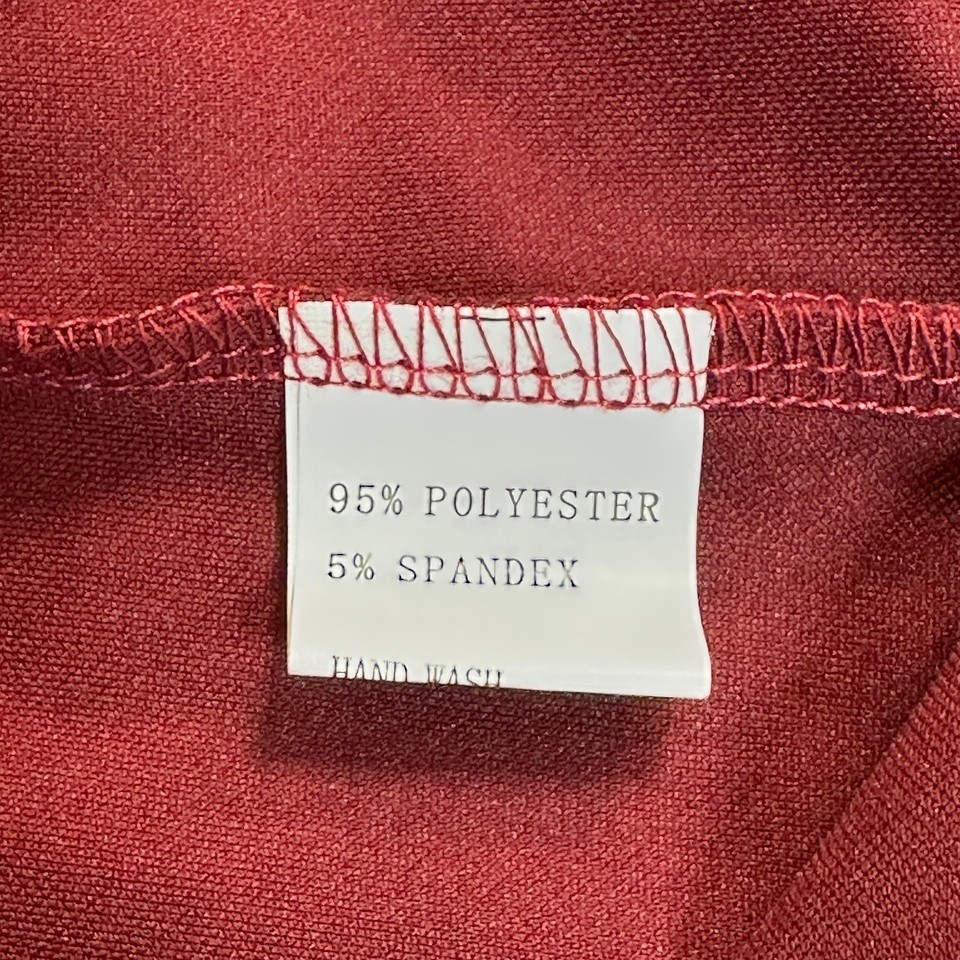 95% POLYESTER
5% SPANDEX
HAND WASH